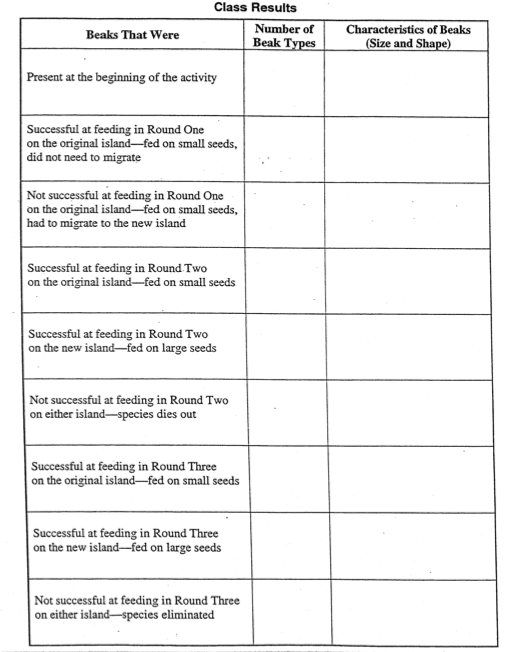 Class Results
Beaks That Were
Number of
Beak Types
Characteristics of Beaks
(Size and Shape)
Present at the beginning of the activity
Successful at feeding in Round One
on the original island—fed on small seeds,
did not need to migrate
Not successful at feeding in Round One
on the original island—fed on small seeds,
had to migrate to the new island
Successful at feeding in Round Two
on the original island—fed on small seeds
Successful at feeding in Round Two
on the new island—fed on large seeds
Not successful at feeding in Round Two
on either island—species dies out
Successful at feeding in Round Three
on the original island—fed on small seeds
Successful at feeding in Round Three
on the new island—fed on large seeds
Not successful at feeding in Round Three
on either island—species eliminated